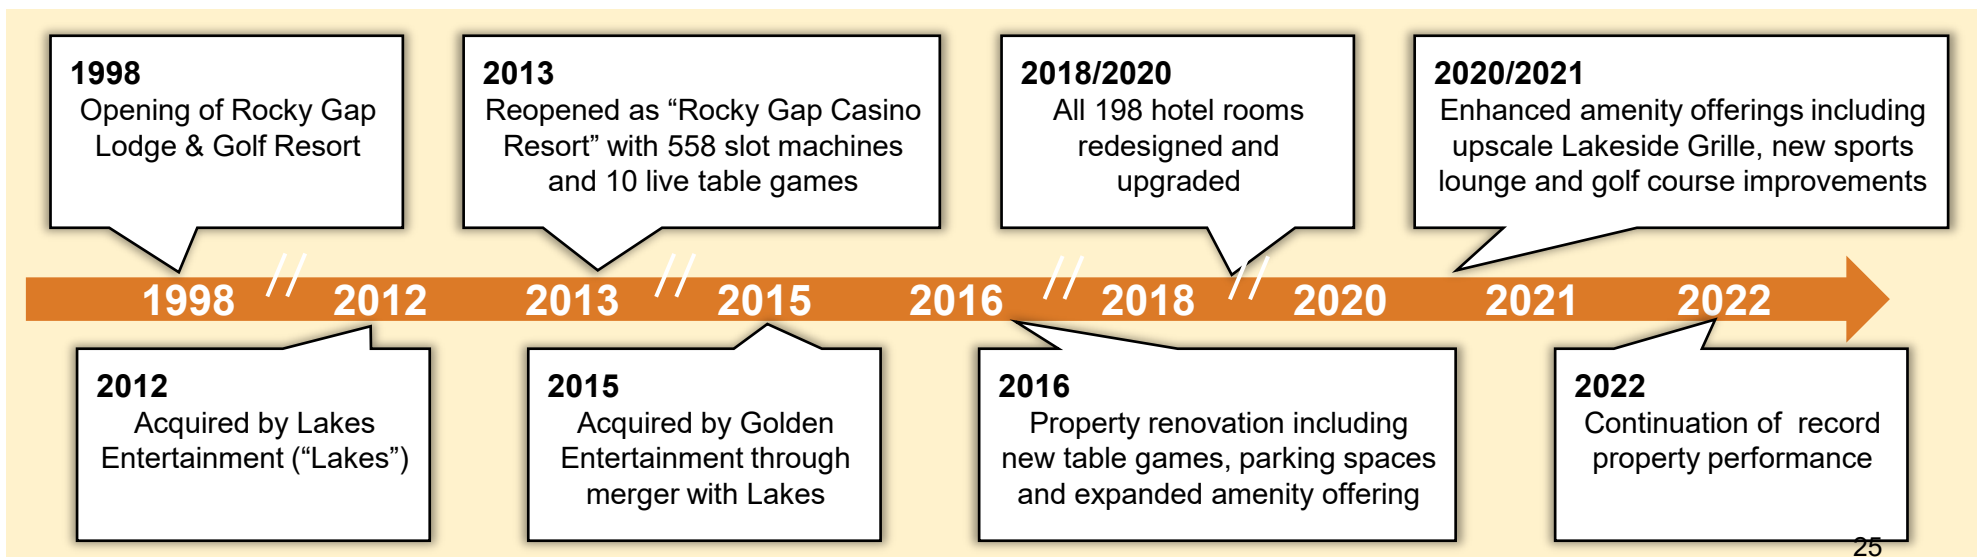 1998
Opening of Rocky Gap
Lodge & Golf Resort
2013
Reopened as “Rocky Gap Casino
Resort” with 558 slot machines
and 10 live table games
2018/2020
All 198 hotel rooms
redesigned and
upgraded
2020/2021
Enhanced amenity offerings including
upscale Lakeside Grille, new sports
lounge and golf course improvements
1998 // 2012 2013 // 2015 2016 // 2018 // 2020 2021 2022
2012
Acquired by Lakes
Entertainment (“Lakes”)
2015
Acquired by Golden
Entertainment through
merger with Lakes
2016
Property renovation including
new table games, parking spaces
and expanded amenity offering
2022
Continuation of  record
property performance
25